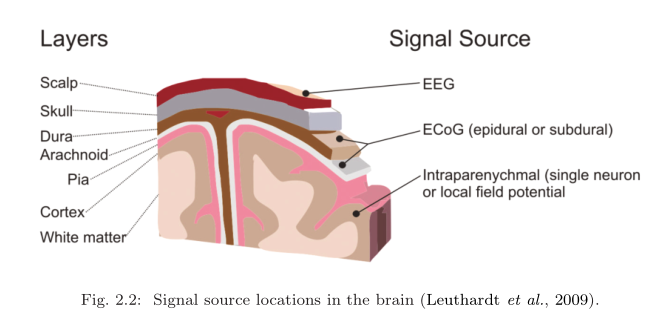 Layers
Signal Source
Scalp
Skull
Dura
Arachnoid
Pia
Cortex
White matter
EEG
ECoG (epidural or subdural)
Intraparenychmal (single neuron
or local field potential
Fig. 2.2: Signal source locations in the brain (Leuthardt et al., 2009).